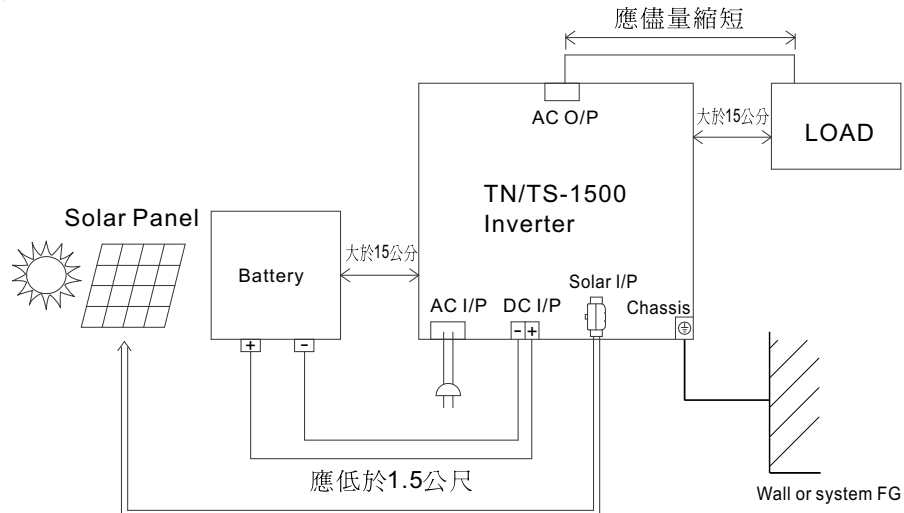 應儘量縮短
AC O/P
大於15公分
LOAD
TN/TS-1500
Inverter
Solar Panel
Battery
大於15公分
Solar I/P
AC I/P
DC I/P
Chassis
- +
+ -
應低於1.5公尺
Wall or system FG